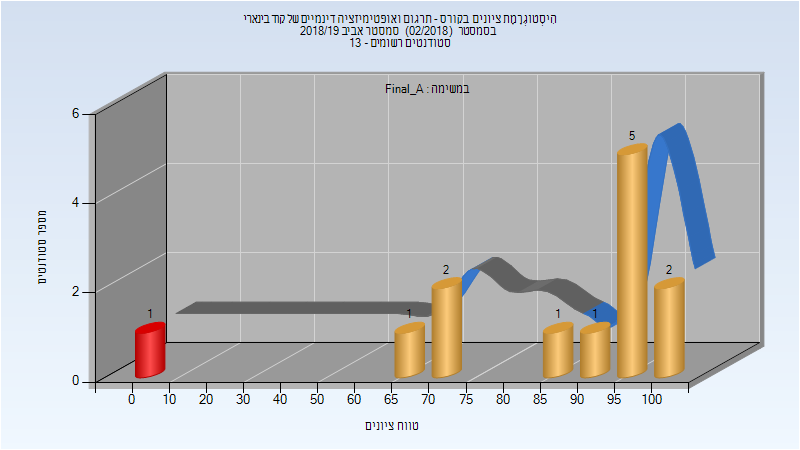 הִיסְטוֹגְרַמַת ציונים בקורס - תרגום ואופטימיזציה דינמיים של קוד בינארי
בסמסטר (02/2018) סמסטר אביב 2018/19
סטודנטים רשומים - 13
במשימה : Final_A
6
4
2
0
מספר סטודנטים
1
1
2
1
1
5
2
0 10 20 30 50 60 65 70 75 80 85 90 95 100
טווח ציונים